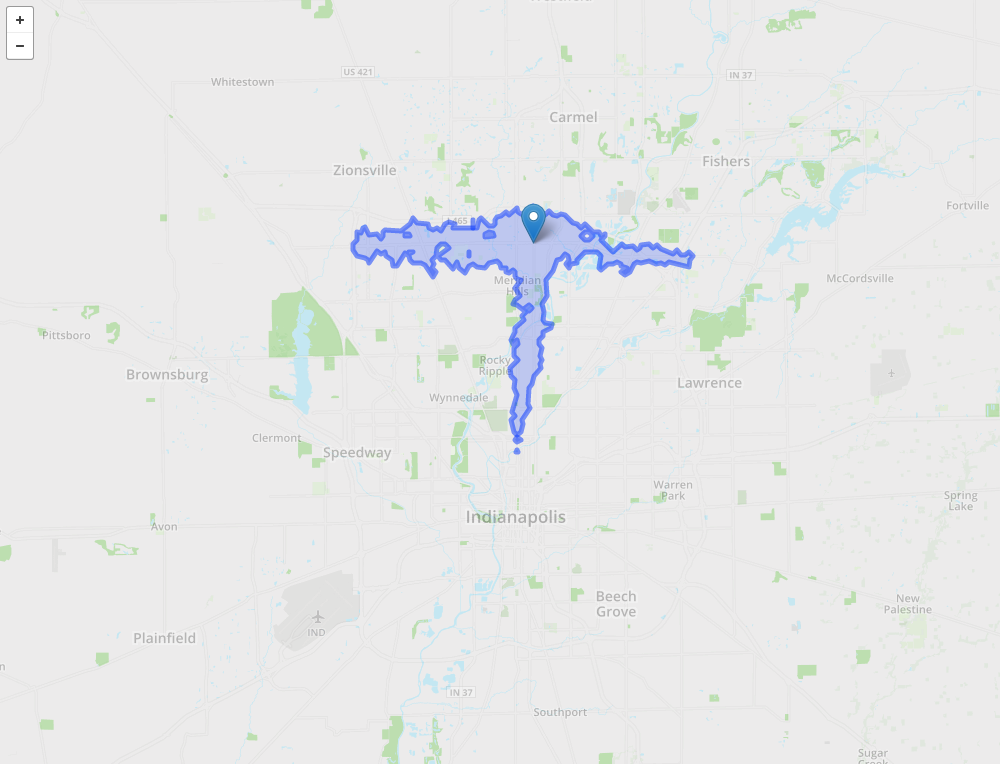 +
−
Westfield
US 421
IN 37
Whitestown
Carmel
Fishers
Zionsville
Fortville
I 465
Meridian
Hills
McCordsville
Pittsboro
Brownsburg
Rocky
Ripple
Lawrence
Wynnedale
Clermont
Speedway
Warren
Park
Spring
Lake
Indianapolis
Avon
Beech
Grove
New
Palestine
IND
Plainfield
IN 37
Southport
Sugar
Creek